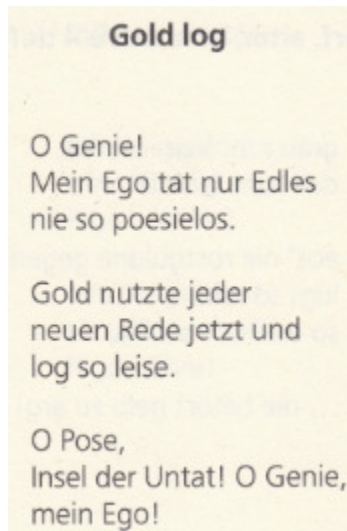 Gold log
O Genie!
Mein Ego tat nur Edles
nie so poesielos.
Gold nutzte jeder
neuen Rede jetzt und
log so leise.
O Pose,
Insel der Untat! O Genie,
mein Ego!